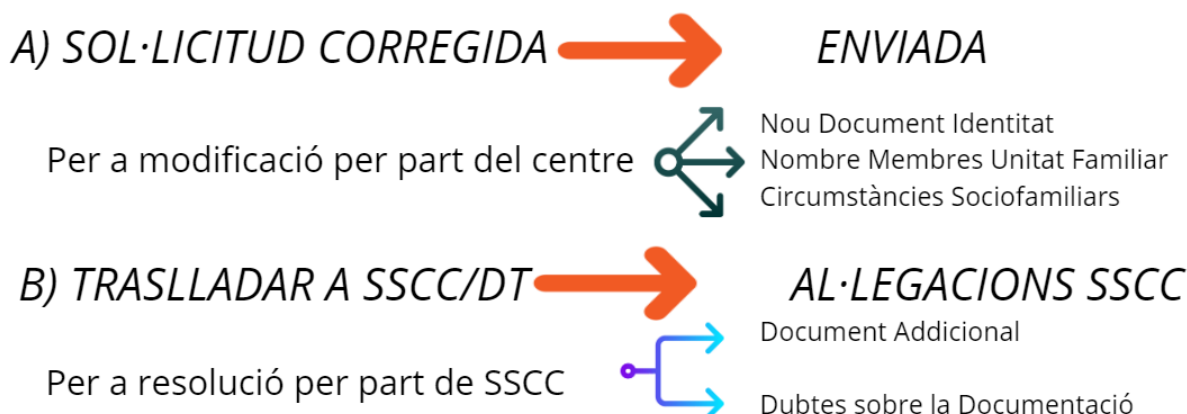 A) SOL·LICITUD CORREGIDA
ENVIADA
Per a modificació per part del centre
Nou Document Identitat
Nombre Membres Unitat Familiar
Circumstàncies Sociofamiliars
B) TRASLLADAR A SSCC/DT
AL·LEGACIONS SSCC
Per a resolució per part de SSCC
Document Addicional
Dubtes sobre la Documentació